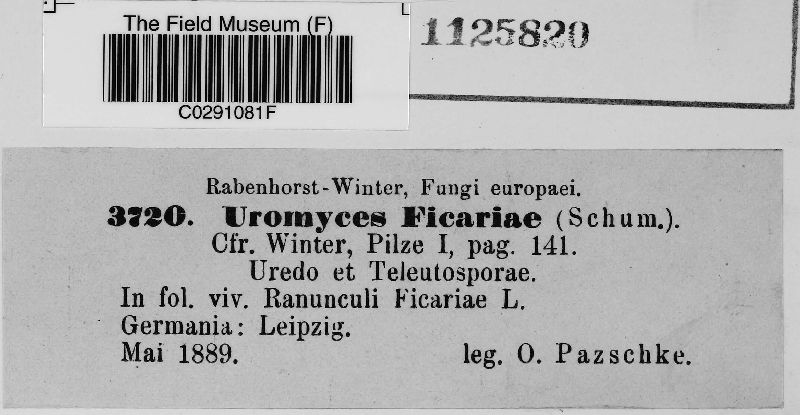 The Field Museum (F)
C0291081F
1125820
Rabenhorst-Winter, Fungi europaei.
3720. Uromyces Ficariae (Schum.).
Cfr. Winter, Pilze I, pag. 141.
Uredo et Teleutosporae.
In fol. viv. Ranunculi Ficariae L.
Germania: Leipzig.
Mai 1889. leg. O. Pazschke.